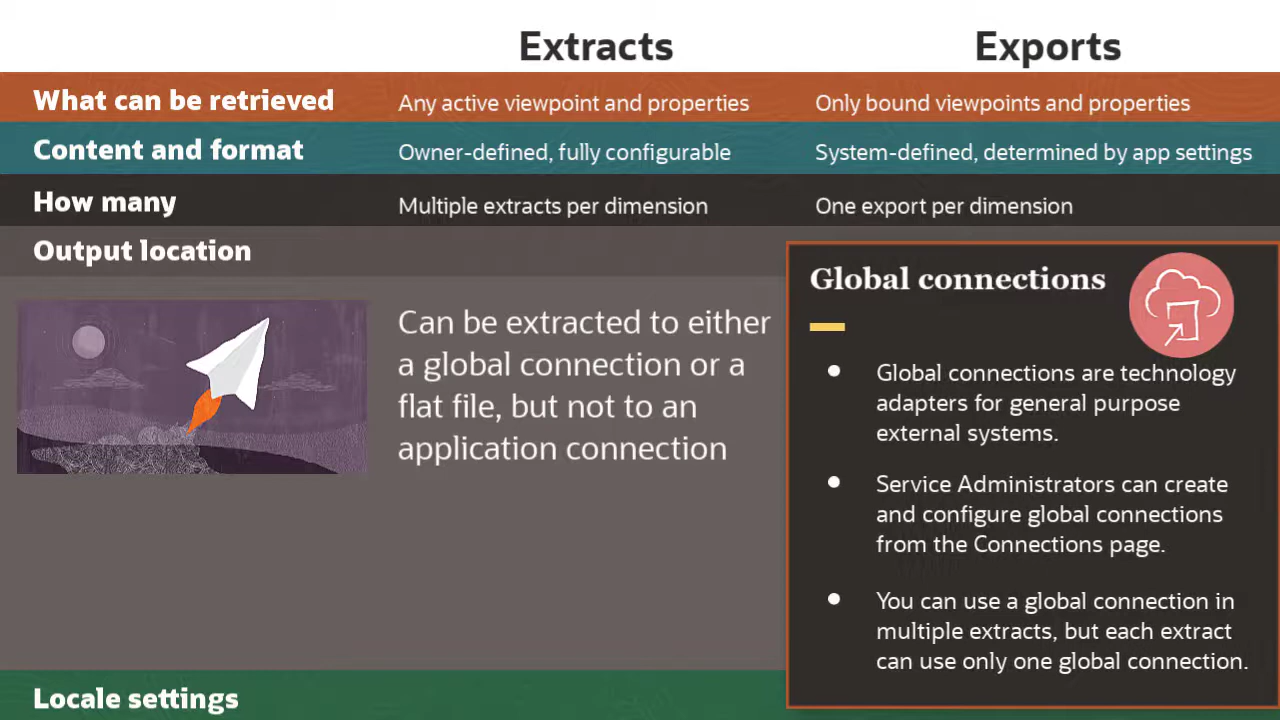 Extracts Exports
What can be retrieved Any active viewpoint and properties Only bound viewpoints and properties
Content and format Owner-defined, fully configurable System-defined, determined by app settings
How many Multiple extracts per dimension One export per dimension
Output location
Can be extracted to either
a global connection or a
flat file, but not to an
application connection
Global connections
Global connections are technology
adapters for general purpose
external systems.
Service Administrators can create
and configure global connections
from the Connections page.
You can use a global connection in
multiple extracts, but each extract
can use only one global connection.
Locale settings